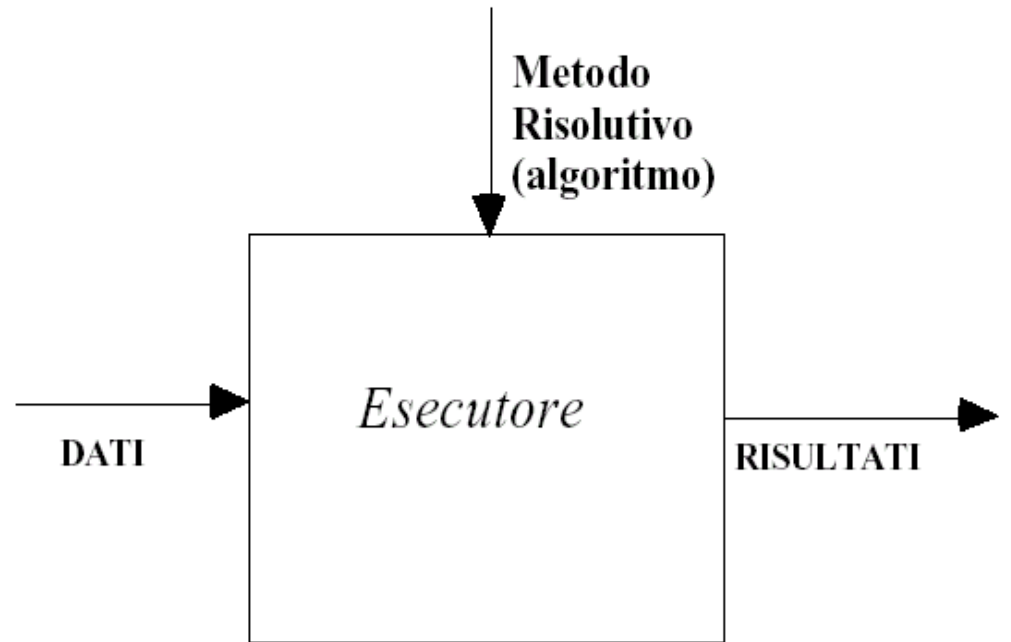 Metodo
Risolutivo
(algoritmo)
Esecutore
DATI
RISULTATI